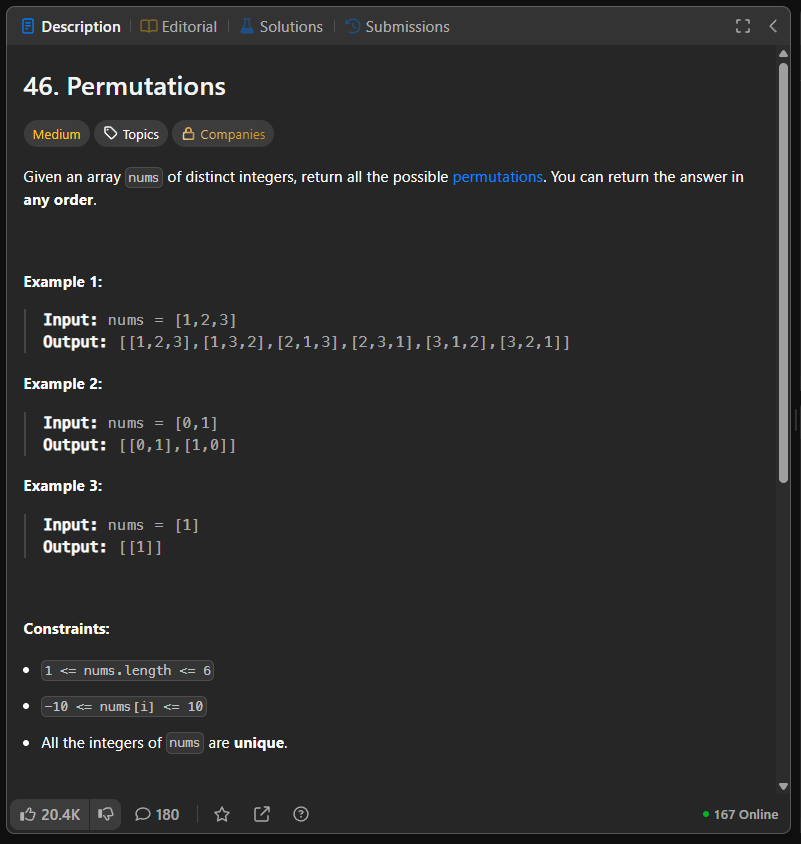 Description Editorial Solutions Submissions
46. Permutations
Medium Topics Companies
Given an array nums of distinct integers, return all the possible permutations. You can return the answer in
any order.
Example 1:
Input: nums = [1,2,3]
Output: [[1,2,3],[1,3,2],[2,1,3],[2,3,1],[3,1,2],[3,2,1]]
Example 2:
Input: nums = [0,1]
Output: [[0,1],[1,0]]
Example 3:
Input: nums = [1]
Output: [[1]]
Constraints:
1 <= nums.length <= 6
-10 <= nums[i] <= 10
All the integers of nums are unique.
20.4K 180 167 Online